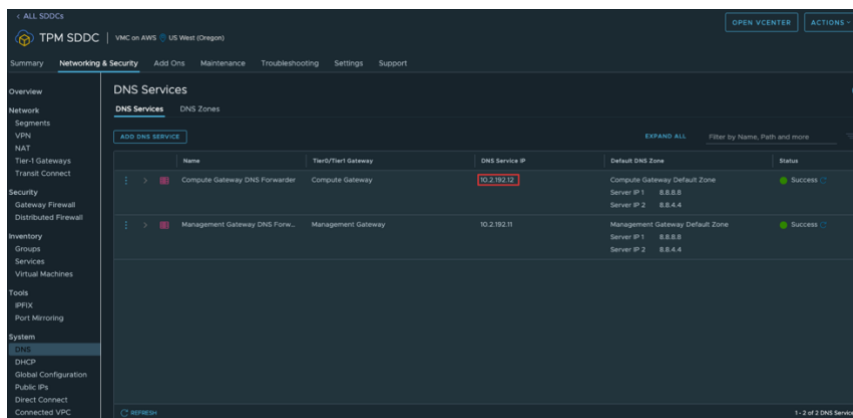 < ALL SDDCs
TPM SDDC | VMC on AWS US West (Oregon)
OPEN VCENTER
ACTIONS
Summary Networking & Security Add Ons Maintenance Troubleshooting Settings Support
Overview
Network
Segments
VPN
NAT
Tier-1 Gateways
Transit Connect
Security
Gateway Firewall
Distributed Firewall
Inventory
Groups
Services
Virtual Machines
Tools
IPFIX
Port Mirroring
System
DNS
DHCP
Global Configuration
Public IPs
Direct Connect
Connected VPC
DNS Services
DNS Services DNS Zones
ADD DNS SERVICE
EXPAND ALL Filter by Name, Path and more
Name Tier0/Tier1 Gateway DNS Service IP Default DNS Zone Status
Compute Gateway DNS Forwarder Compute Gateway 10.2.192.12 Compute Gateway Default Zone Success
Server IP 1 8.8.8.8
Server IP 2 8.8.4.4
Management Gateway DNS Forw... Management Gateway 10.2.192.11 Management Gateway Default Zone Success
Server IP 1 8.8.8.8
Server IP 2 8.8.4.4
REFRESH
1 - 2 of 2 DNS Service